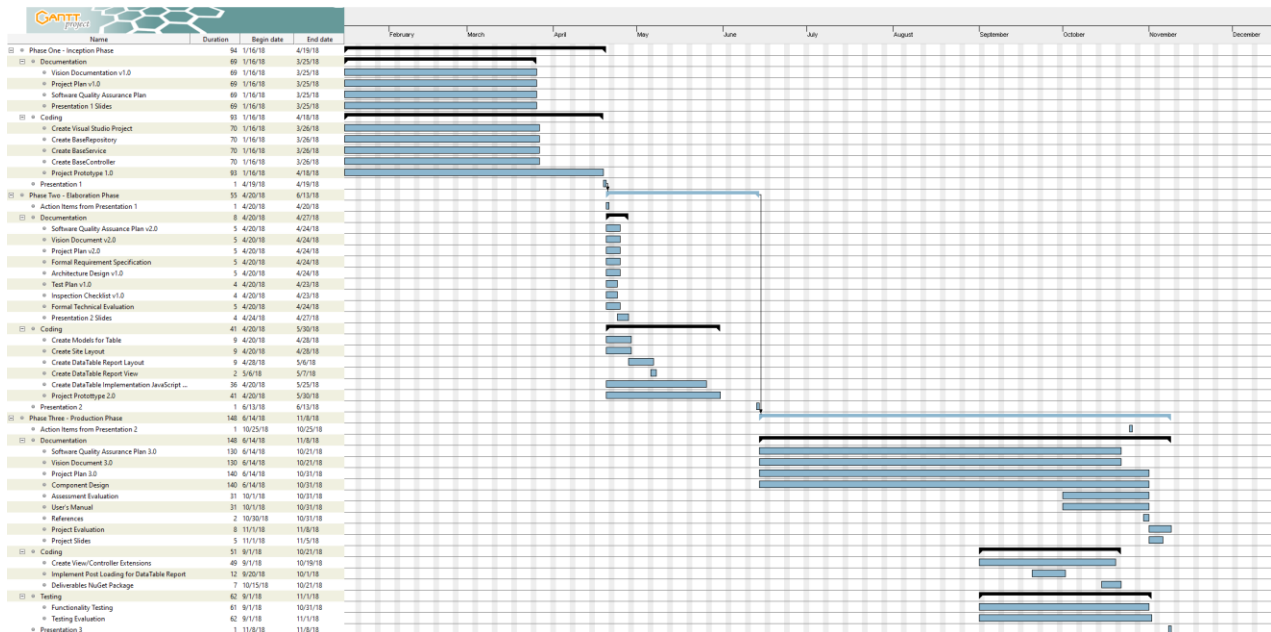 GANTT
project
February March April May June July August September October November December
Name Duration Begin date End date
Phase One - Inception Phase 94 1/16/18 4/19/18
Documentation 69 1/16/18 3/25/18
Vision Documentation v1.0 69 1/16/18 3/25/18
Project Plan v1.0 69 1/16/18 3/25/18
Software Quality Assurance Plan 69 1/16/18 3/25/18
Presentation 1 Slides 69 1/16/18 3/25/18
Coding 93 1/16/18 4/18/18
Create Visual Studio Project 70 1/16/18 3/26/18
Create BaseRepository 70 1/16/18 3/26/18
Create BaseService 70 1/16/18 3/26/18
Create BaseController 70 1/16/18 3/26/18
Project Prototype 1.0 93 1/16/18 4/18/18
Presentation 1 1 4/19/18 4/19/18
Phase Two - Elaboration Phase 55 4/20/18 6/13/18
Action Items from Presentation 1 1 4/20/18 4/20/18
Documentation 8 4/20/18 4/27/18
Software Quality Assuance Plan v2.0 5 4/20/18 4/24/18
Vision Document v2.0 5 4/20/18 4/24/18
Project Plan v2.0 5 4/20/18 4/24/18
Formal Requirement Specification 5 4/20/18 4/24/18
Architecture Design v1.0 5 4/20/18 4/24/18
Test Plan v1.0 4 4/20/18 4/23/18
Inspection Checklist v1.0 4 4/20/18 4/23/18
Formal Technical Evaluation 5 4/20/18 4/24/18
Presentation 2 Slides 4 4/24/18 4/27/18
Coding 41 4/20/18 5/30/18
Create Models for Table 9 4/20/18 4/28/18
Create Site Layout 9 4/20/18 4/28/18
Create DataTable Report Layout 9 4/28/18 5/6/18
Create DataTable Report View 2 5/6/18 5/7/18
Create DataTable Implementation JavaScript ... 36 4/20/18 5/25/18
Project Protottype 2.0 41 4/20/18 5/30/18
Presentation 2 1 6/13/18 6/13/18
Phase Three - Production Phase 148 6/14/18 11/8/18
Action Items from Presentation 2 1 10/25/18 10/25/18
Documentation 148 6/14/18 11/8/18
Software Quality Assurance Plan 3.0 130 6/14/18 10/21/18
Vision Document 3.0 130 6/14/18 10/21/18
Project Plan 3.0 140 6/14/18 10/31/18
Component Design 140 6/14/18 10/31/18
Assessment Evaluation 31 10/1/18 10/31/18
User's Manual 31 10/1/18 10/31/18
References 2 10/30/18 10/31/18
Project Evaluation 8 11/1/18 11/8/18
Project Slides 5 11/1/18 11/5/18
Coding 51 9/1/18 10/21/18
Create View/Controller Extensions 49 9/1/18 10/19/18
Implement Post Loading for DataTable Report 12 9/20/18 10/1/18
Deliverables NuGet Package 7 10/15/18 10/21/18
Testing 62 9/1/18 11/1/18
Functionality Testing 61 9/1/18 10/31/18
Testing Evaluation 62 9/1/18 11/1/18
Presentation 3 1 11/8/18 11/8/18